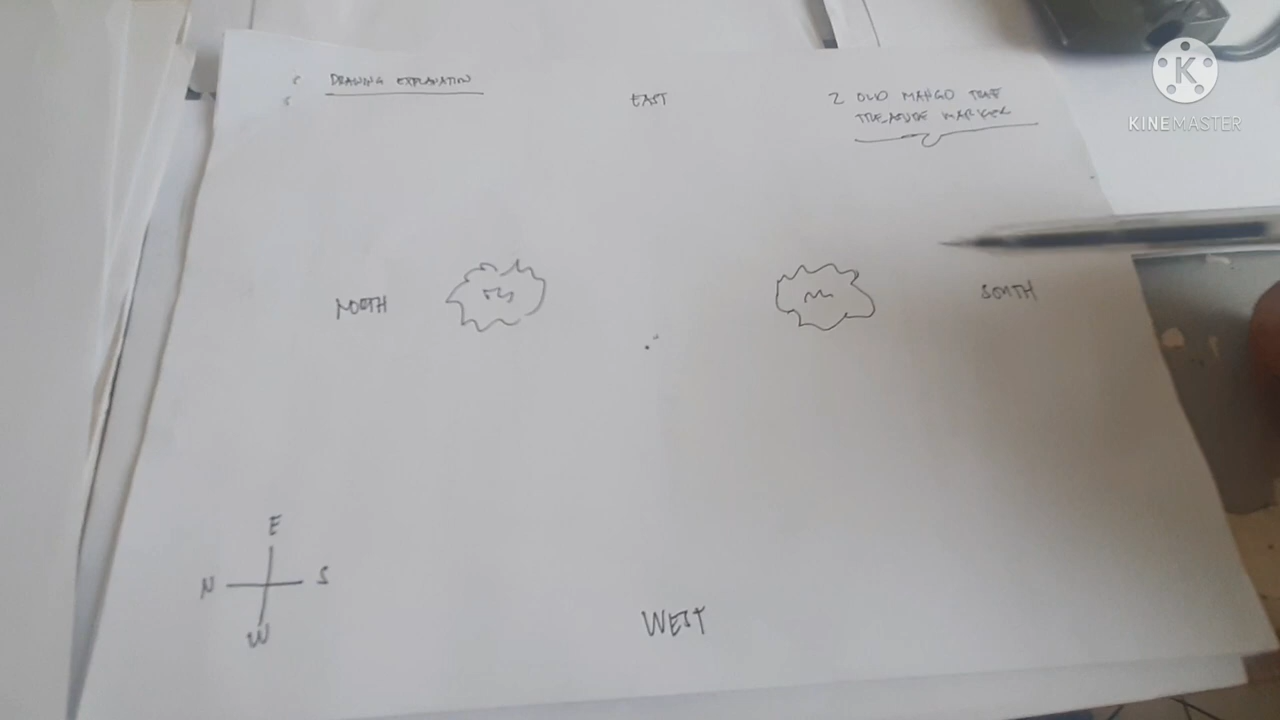 DRAWING EXPLANATION
EAST
2 OLD MANGO TREE
TREASURE MARKER
NORTH
SOUTH
E
N S
W
WEST
K
KINEMASTER